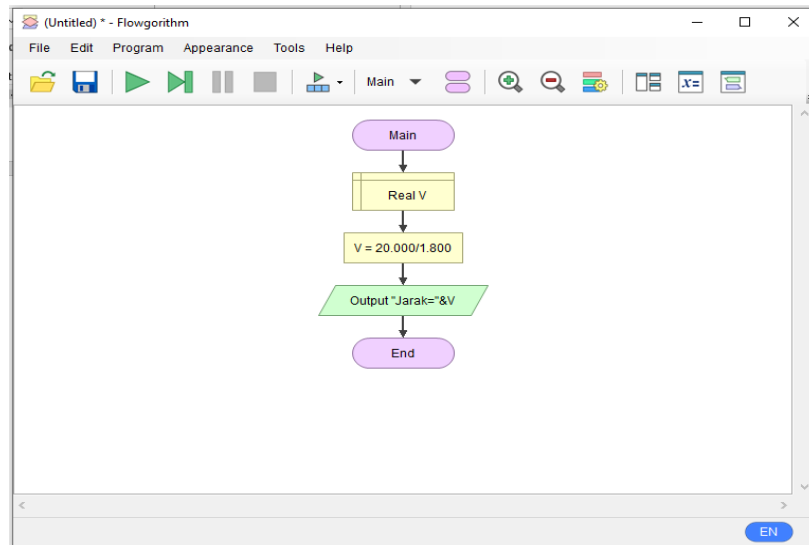 (Untitled) * - Flowgorithm
File Edit Program Appearance Tools Help
Main
x=
Main
Real V
V = 20.000/1.800
Output "Jarak="&V
End
EN